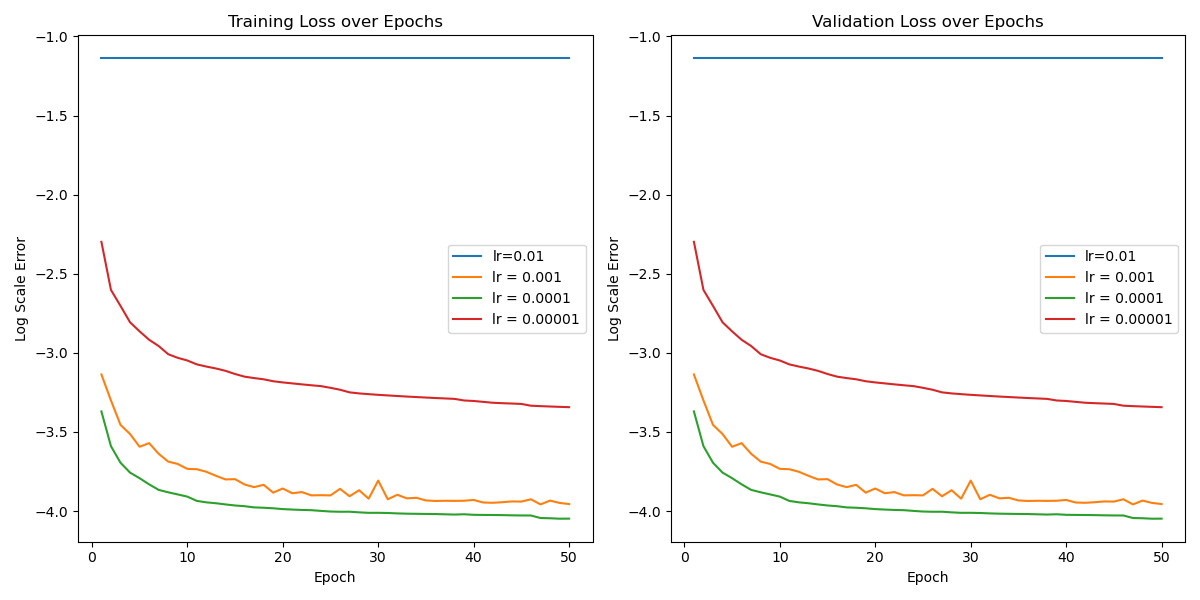 Training Loss over Epochs
−1.0
−1.5
−2.0
−2.5
−3.0
−3.5
−4.0
Log Scale Error
lr=0.01
lr = 0.001
lr = 0.0001
lr = 0.00001
0 10 20 30 40 50
Epoch
Validation Loss over Epochs
−1.0
−1.5
−2.0
−2.5
−3.0
−3.5
−4.0
Log Scale Error
lr=0.01
lr = 0.001
lr = 0.0001
lr = 0.00001
0 10 20 30 40 50
Epoch